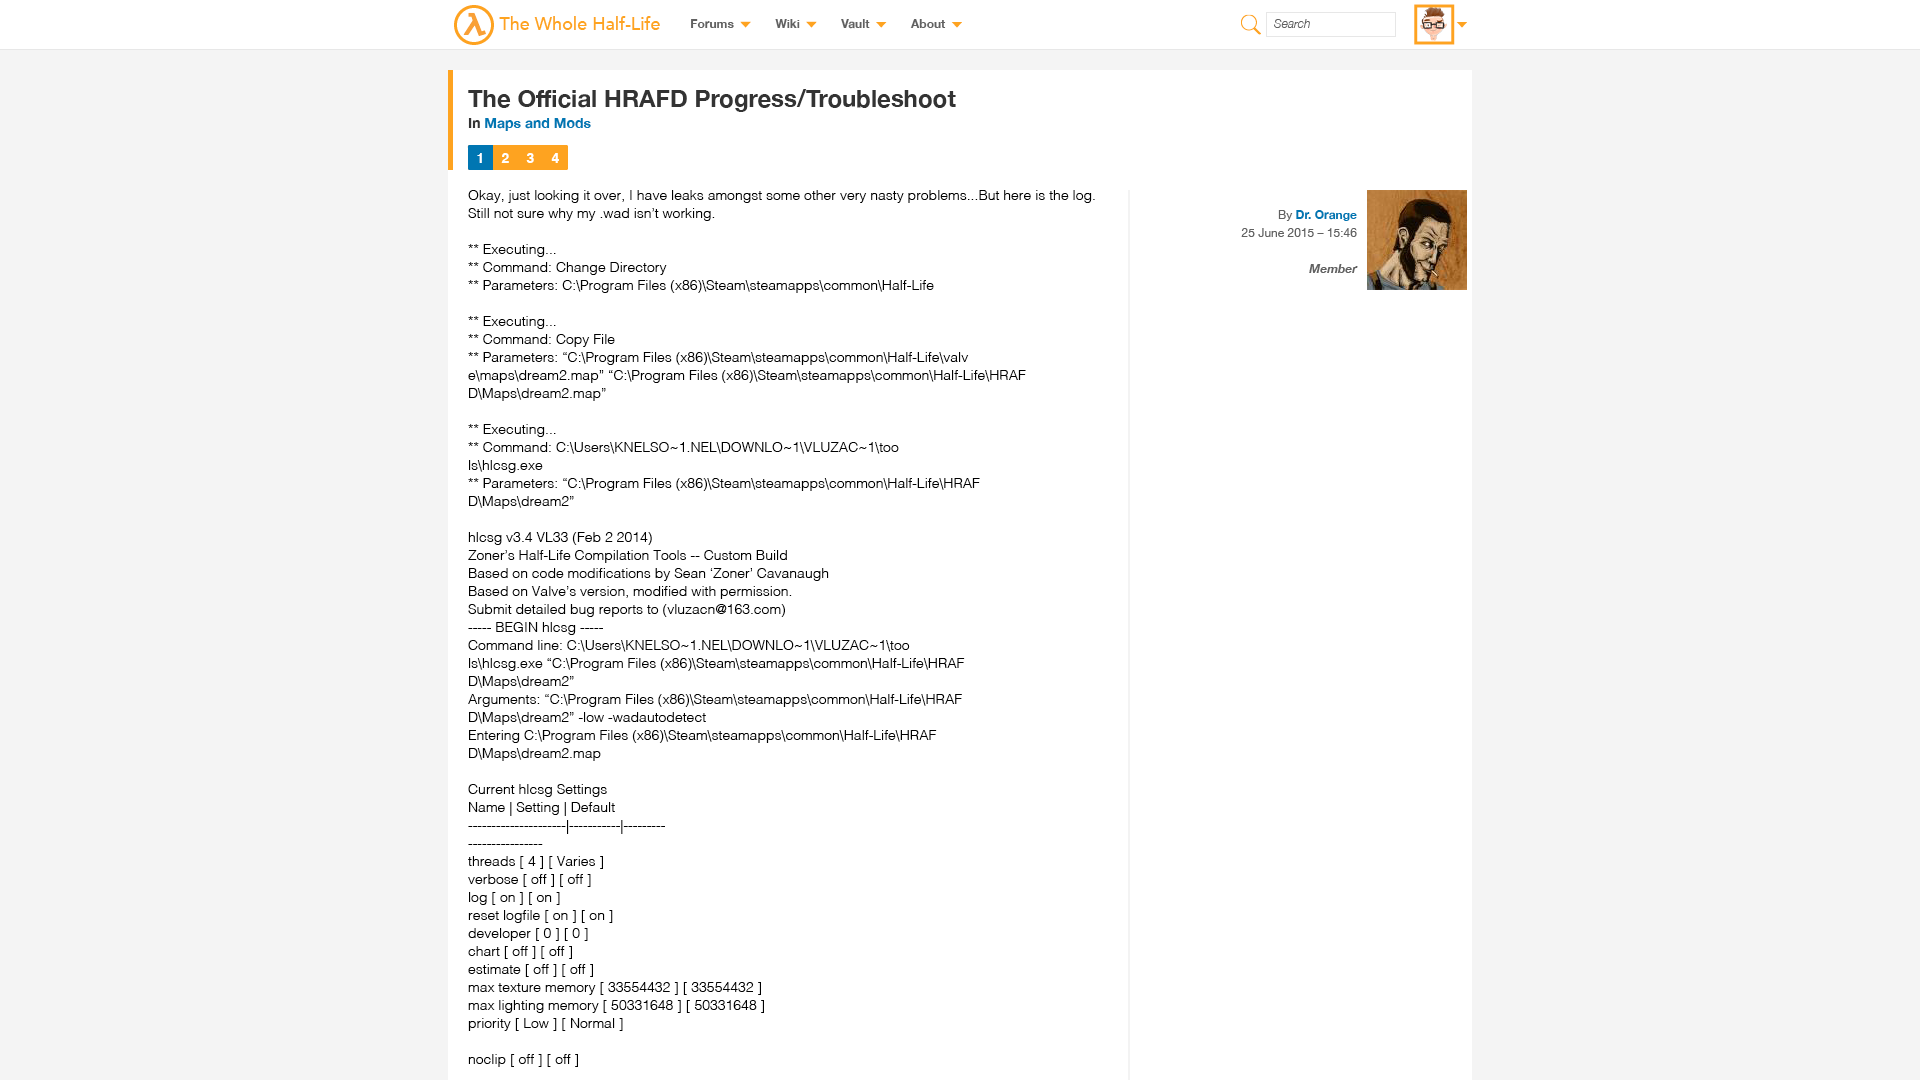 The Whole Half-Life
Forums
Wiki
Vault
About
Search
The Official HRAFD Progress/Troubleshoot
In Maps and Mods
1 2 3 4
Okay, just looking it over, I have leaks amongst some other very nasty problems...But here is the log.
Still not sure why my .wad isn’t working.
** Executing...
** Command: Change Directory
** Parameters: C:\Program Files (x86)\Steam\steamapps\common\Half-Life
** Executing...
** Command: Copy File
** Parameters: “C:\Program Files (x86)\Steam\steamapps\common\Half-Life\valv
e\maps\dream2.map” “C:\Program Files (x86)\Steam\steamapps\common\Half-Life\HRAF
D\Maps\dream2.map”
** Executing...
** Command: C:\Users\KNELSO~1.NEL\DOWNLO~1\VLUZAC~1\too
ls\hlcsg.exe
** Parameters: “C:\Program Files (x86)\Steam\steamapps\common\Half-Life\HRAF
D\Maps\dream2”
hlcsg v3.4 VL33 (Feb 2 2014)
Zoner’s Half-Life Compilation Tools -- Custom Build
Based on code modifications by Sean ‘Zoner’ Cavanaugh
Based on Valve’s version, modified with permission.
Submit detailed bug reports to (vluzacn@163.com)
----- BEGIN hlcsg -----
Command line: C:\Users\KNELSO~1.NEL\DOWNLO~1\VLUZAC~1\too
ls\hlcsg.exe “C:\Program Files (x86)\Steam\steamapps\common\Half-Life\HRAF
D\Maps\dream2”
Arguments: “C:\Program Files (x86)\Steam\steamapps\common\Half-Life\HRAF
D\Maps\dream2” -low -wadautodetect
Entering C:\Program Files (x86)\Steam\steamapps\common\Half-Life\HRAF
D\Maps\dream2.map
Current hlcsg Settings
Name | Setting | Default
---------------------|-----------|---------
----------------
threads [ 4 ] [ Varies ]
verbose [ off ] [ off ]
log [ on ] [ on ]
reset logfile [ on ] [ on ]
developer [ 0 ] [ 0 ]
chart [ off ] [ off ]
estimate [ off ] [ off ]
max texture memory [ 33554432 ] [ 33554432 ]
max lighting memory [ 50331648 ] [ 50331648 ]
priority [ Low ] [ Normal ]
noclip [ off ] [ off ]
By Dr. Orange
25 June 2015 – 15:46
Member